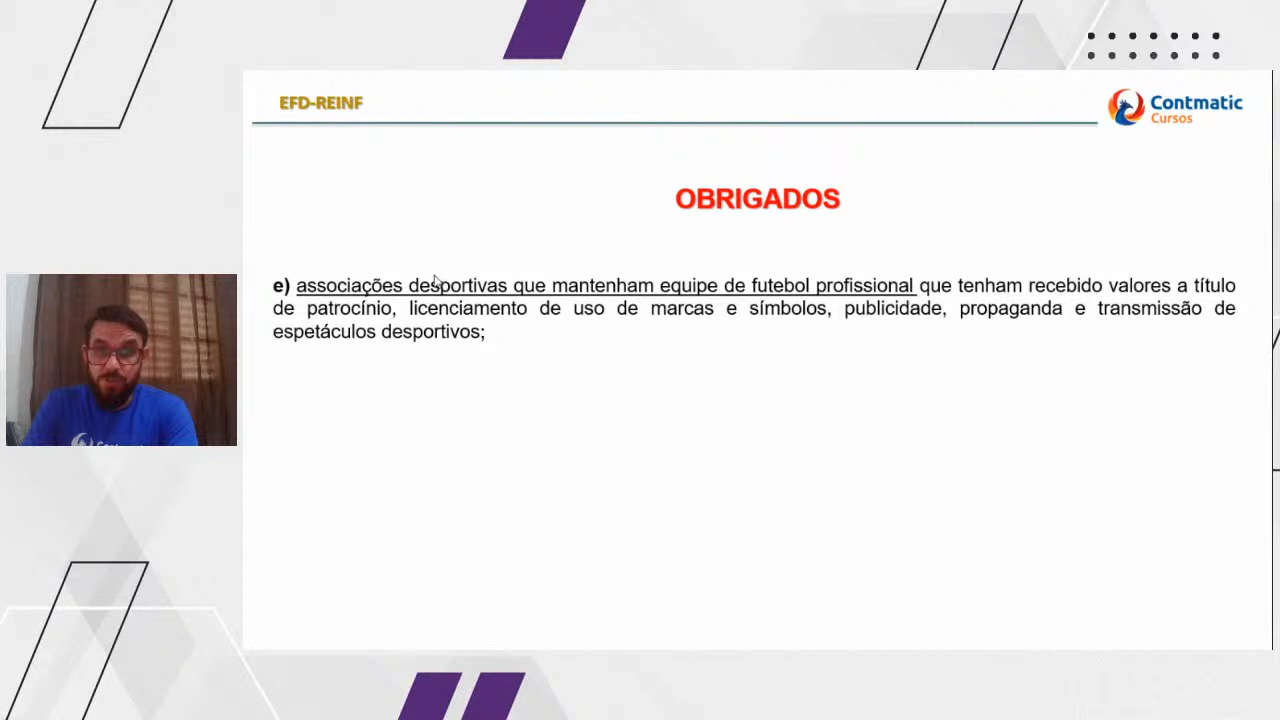 EFD-REINF
Contmatic
Cursos
OBRIGADOS
e) associações desportivas que mantenham equipe de futebol profissional que tenham recebido valores a título
de patrocínio, licenciamento de uso de marcas e símbolos, publicidade, propaganda e transmissão de
espetáculos desportivos;